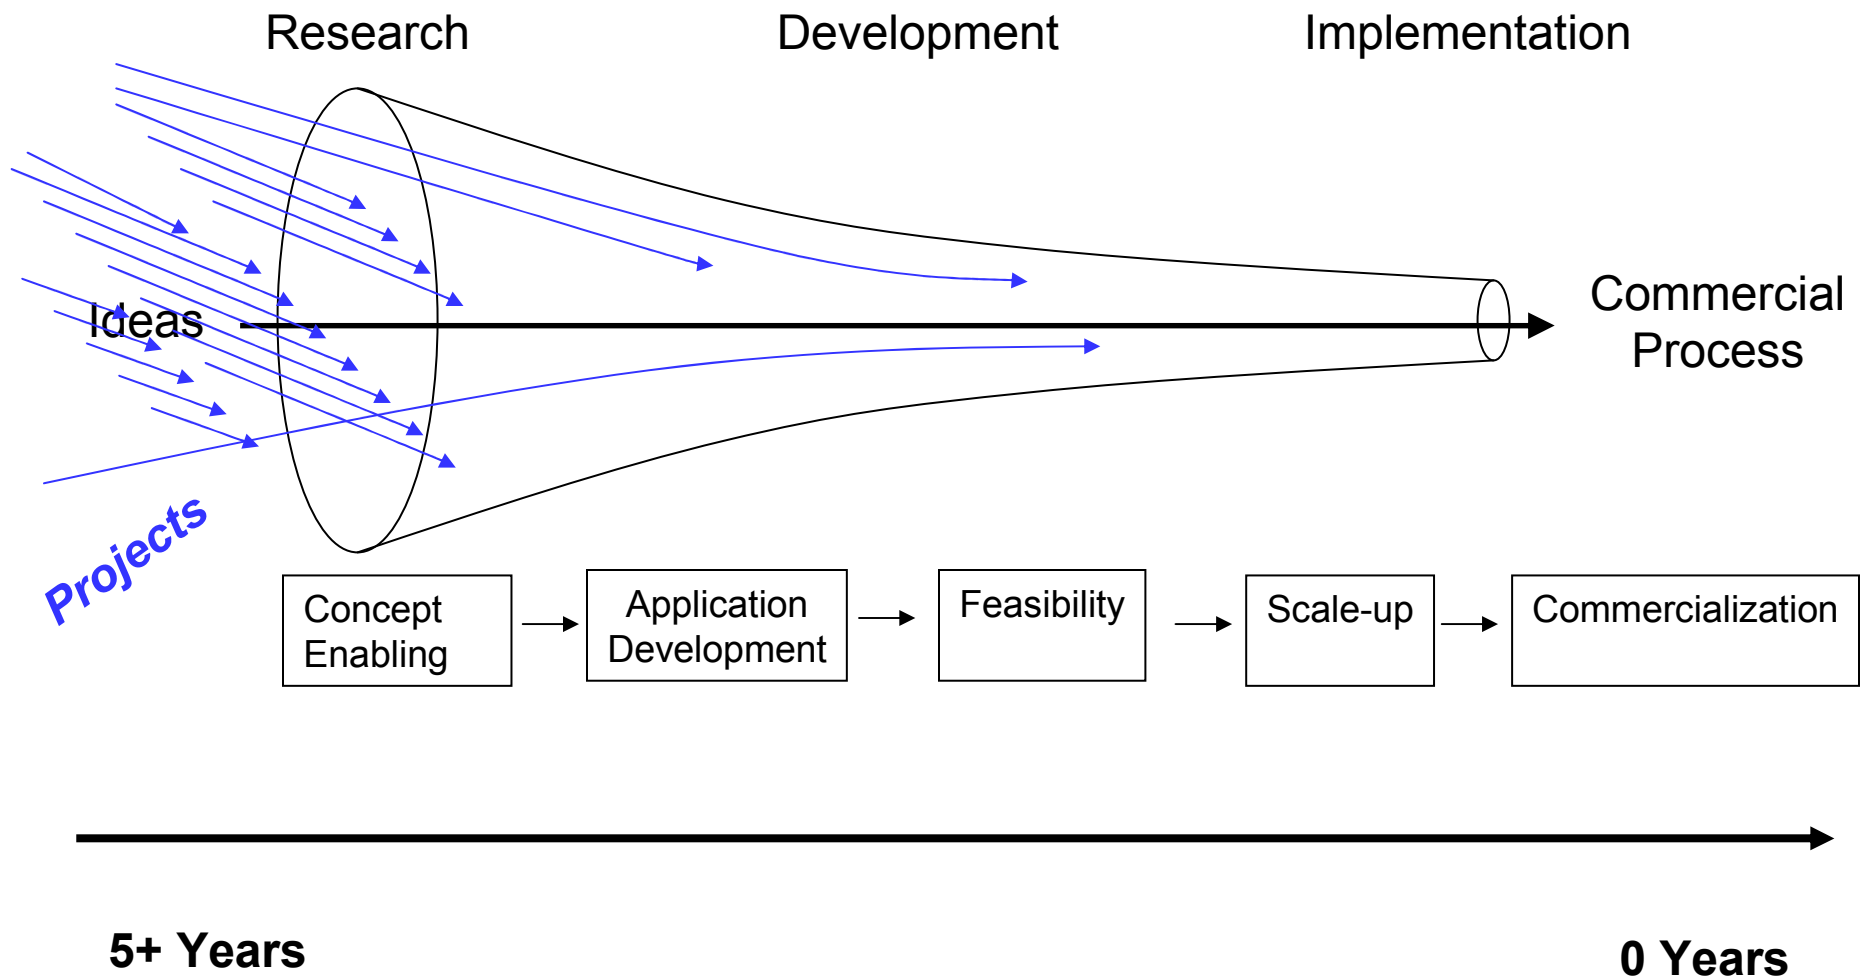 Research
Development
Implementation
Ideas
Commercial
Process
Projects
Concept
Enabling
Application
Development
Feasibility
Scale-up
Commercialization
5+ Years
0 Years